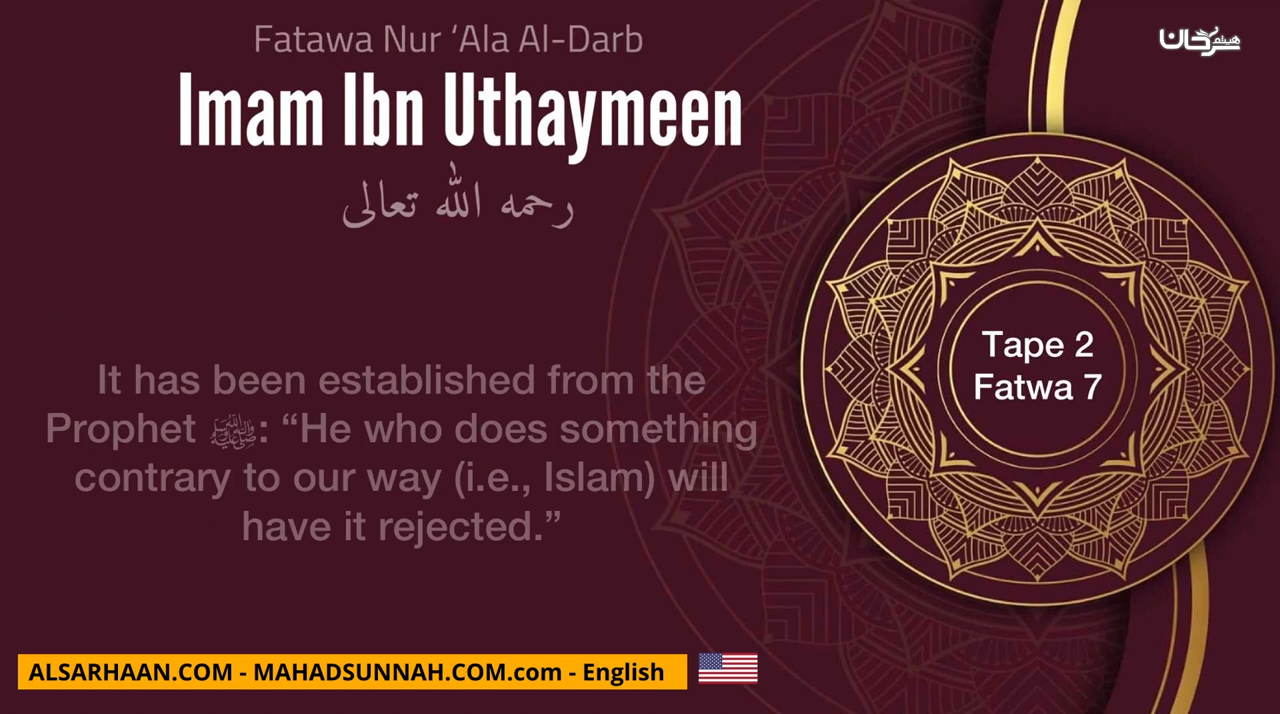 Fatawa Nur ‘Ala Al-Darb
هيثم سرحان
Imam Ibn Uthaymeen
رحمه الله تعالى
It has been established from the
Prophet ﷺ: “He who does something
contrary to our way (i.e., Islam) will
have it rejected.”
Tape 2
Fatwa 7
ALSARHAAN.COM - MAHADSUNNAH.COM.com - English